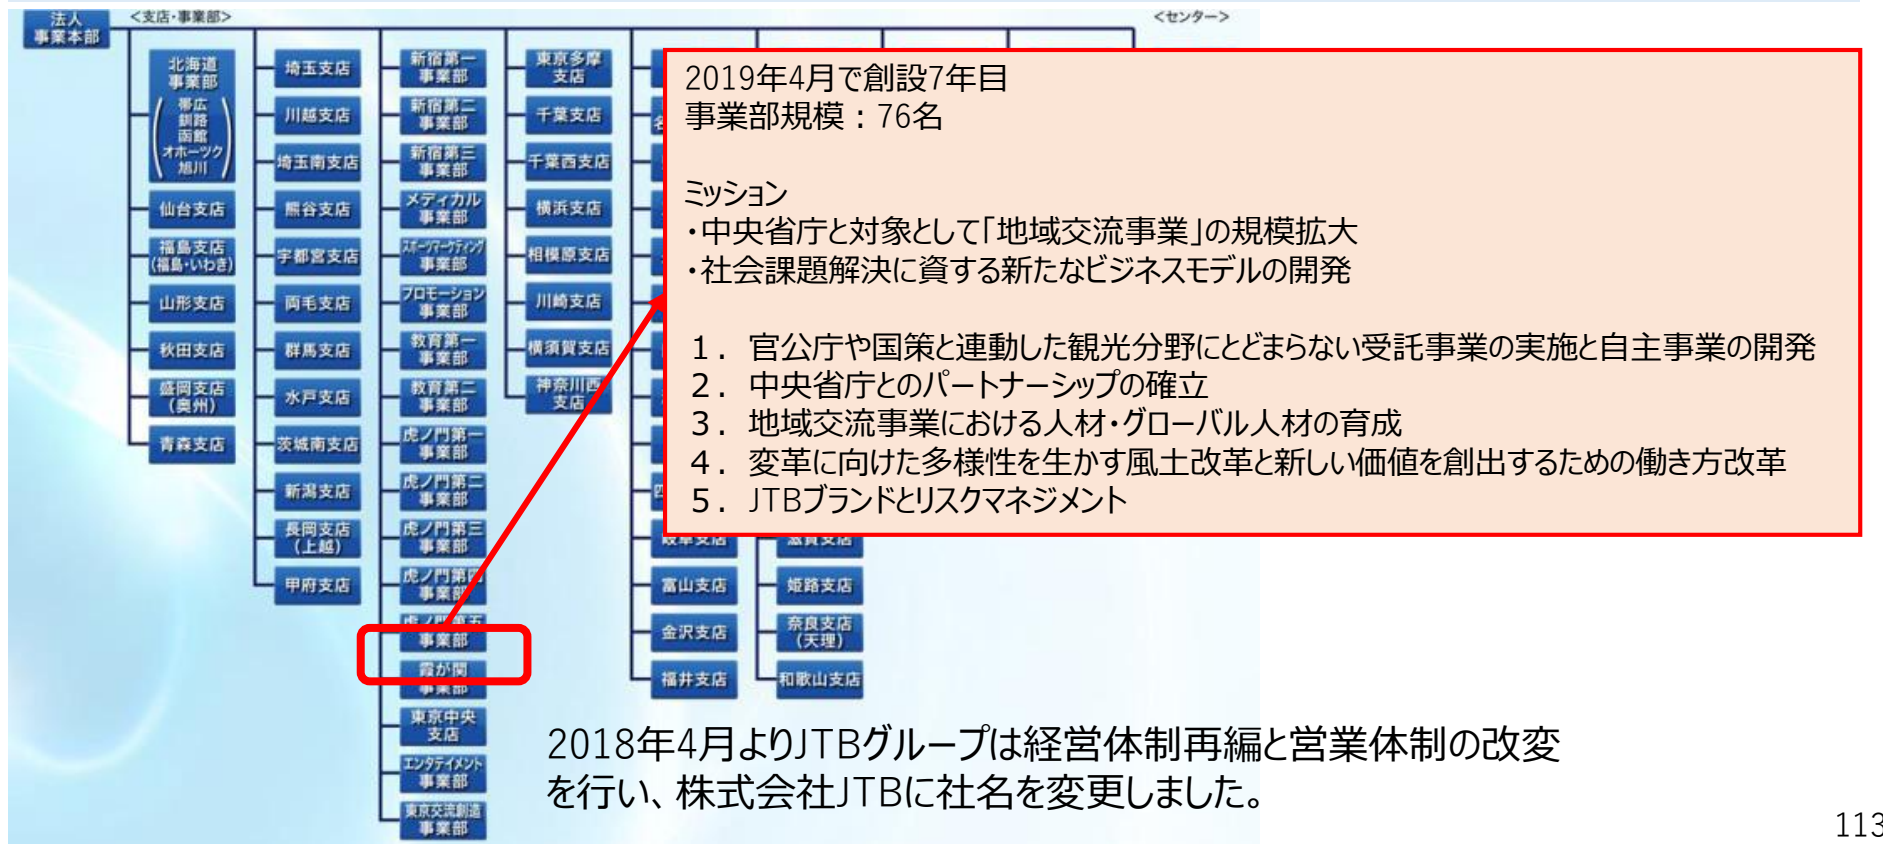 法人
事業本部
<支店・事業部>
<センター>
北海道
事業部
帯広
釧路
函館
オホーツク
旭川
仙台支店
福島支店
(福島・いわき)
山形支店
秋田支店
盛岡支店
(奥州)
青森支店
埼玉支店
川越支店
埼玉南支店
熊谷支店
宇都宮支店
両毛支店
群馬支店
水戸支店
茨城南支店
新潟支店
長岡支店
(上越)
甲府支店
新宿第一
事業部
新宿第二
事業部
新宿第三
事業部
メディカル
事業部
スポーツマーケティング
事業部
プロモーション
事業部
教育第一
事業部
教育第二
事業部
虎ノ門第一
事業部
虎ノ門第二
事業部
虎ノ門第三
事業部
虎ノ門第四
事業部
虎ノ門第五
事業部
霞が関
事業部
東京中央
支店
エンタテイメント
事業部
東京交流創造
事業部
東京多摩
支店
千葉支店
千葉西支店
横浜支店
相模原支店
川崎支店
横須賀支店
神奈川西
支店
岐阜支店
富山支店
金沢支店
福井支店
滋賀支店
姫路支店
奈良支店
(天理)
和歌山支店
2019年4月で創設7年目
事業部規模：76名
ミッション
・中央省庁と対象として「地域交流事業」の規模拡大
・社会課題解決に資する新たなビジネスモデルの開発
１．官公庁や国策と連動した観光分野にとどまらない受託事業の実施と自主事業の開発
２．中央省庁とのパートナーシップの確立
３．地域交流事業における人材・グローバル人材の育成
４．変革に向けた多様性を生かす風土改革と新しい価値を創出するための働き方改革
５．JTBブランドとリスクマネジメント
2018年4月よりJTBグループは経営体制再編と営業体制の改変
を行い、株式会社JTBに社名を変更しました。
113